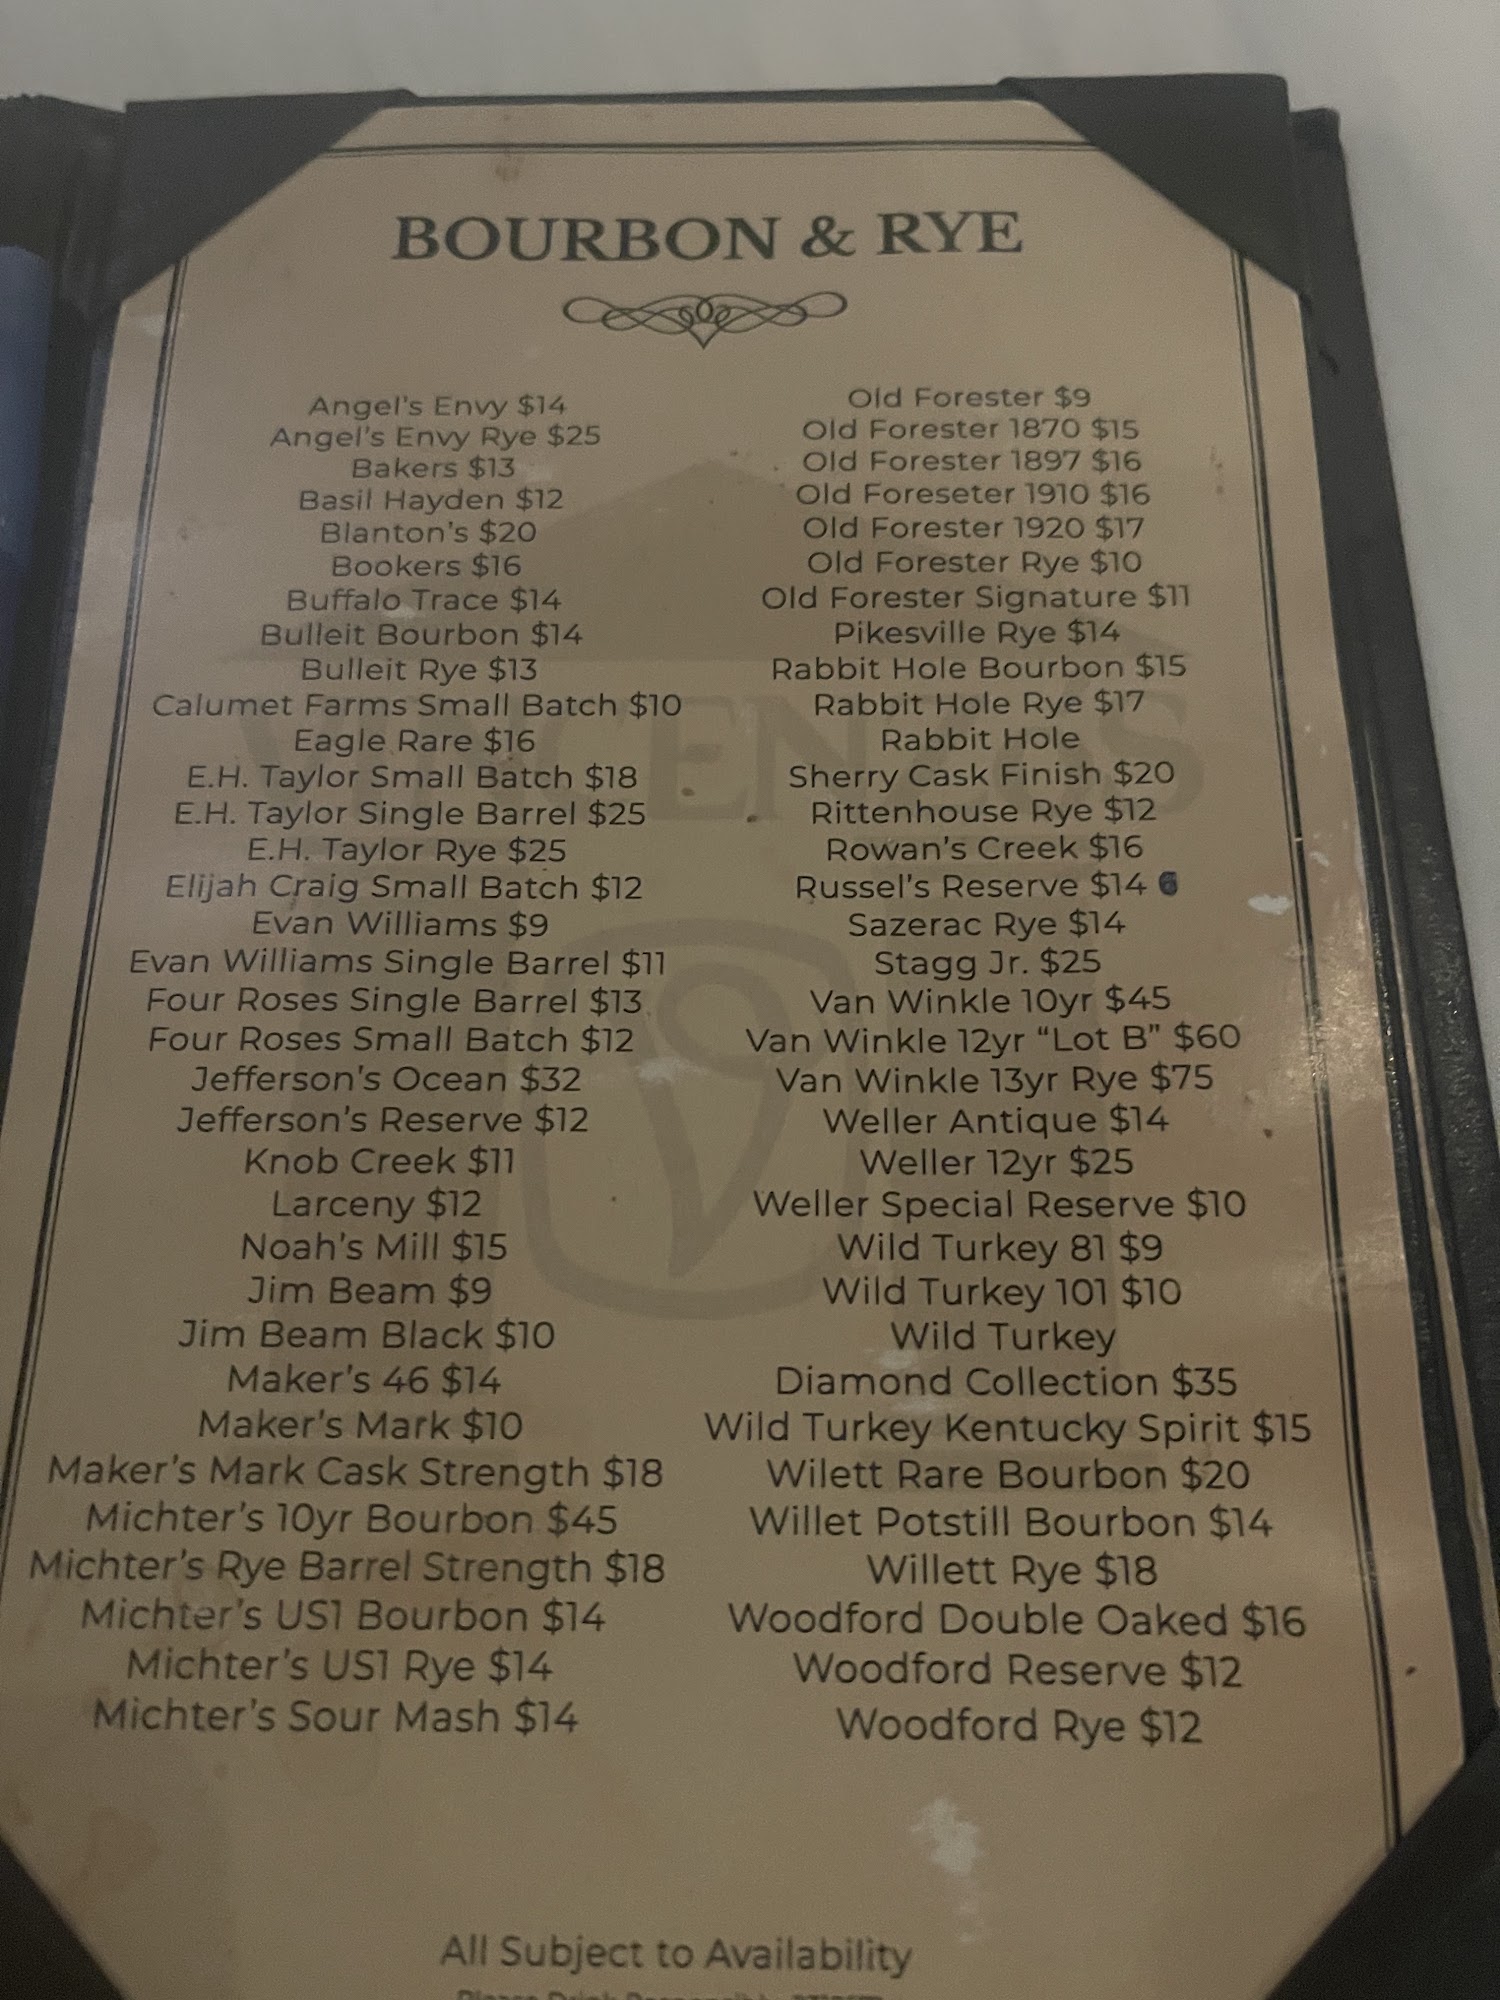 BOURBON & RYE
Angel's Envy $14
Angel's Envy Rye $25
Bakers $13
Basil Hayden $12
Blanton's $20
Bookers $16
Buffalo Trace $14
Bulleit Bourbon $14
Bulleit Rye $13
Calumet Farms Small Batch $10
Eagle Rare $16
E.H. Taylor Small Batch $18
E.H. Taylor Single Barrel $25
E.H. Taylor Rye $25
Elijah Craig Small Batch $12
Evan Williams $9
Evan Williams Single Barrel $11
Four Roses Single Barrel $13
Four Roses Small Batch $12
Jefferson's Ocean $32
Jefferson's Reserve $12
Knob Creek $11
Larceny $12
Noah's Mill $15
Jim Beam $9
Jim Beam Black $10
Maker's 46 $14
Maker's Mark $10
Maker's Mark Cask Strength $18
Michter's 10yr Bourbon $45
Michter's Rye Barrel Strength $18
Michter's US1 Bourbon $14
Michter's US1 Rye $14
Michter's Sour Mash $14
Old Forester $9
Old Forester 1870 $15
Old Forester 1897 $16
Old Foreseter 1910 $16
Old Forester 1920 $17
Old Forester Rye $10
Old Forester Signature $11
Pikesville Rye $14
Rabbit Hole Bourbon $15
Rabbit Hole Rye $17
Rabbit Hole
Sherry Cask Finish $20
Rittenhouse Rye $12
Rowan's Creek $16
Russel's Reserve $14 6
Sazerac Rye $14
Stagg Jr. $25
Van Winkle 10yr $45
Van Winkle 12yr “Lot B” $60
Van Winkle 13yr Rye $75
Weller Antique $14
Weller 12yr $25
Weller Special Reserve $10
Wild Turkey 81 $9
Wild Turkey 101 $10
Wild Turkey
Diamond Collection $35
Wild Turkey Kentucky Spirit $15
Wilett Rare Bourbon $20
Willet Potstill Bourbon $14
Willett Rye $18
Woodford Double Oaked $16
Woodford Reserve $12
Woodford Rye $12
All Subject to Availability